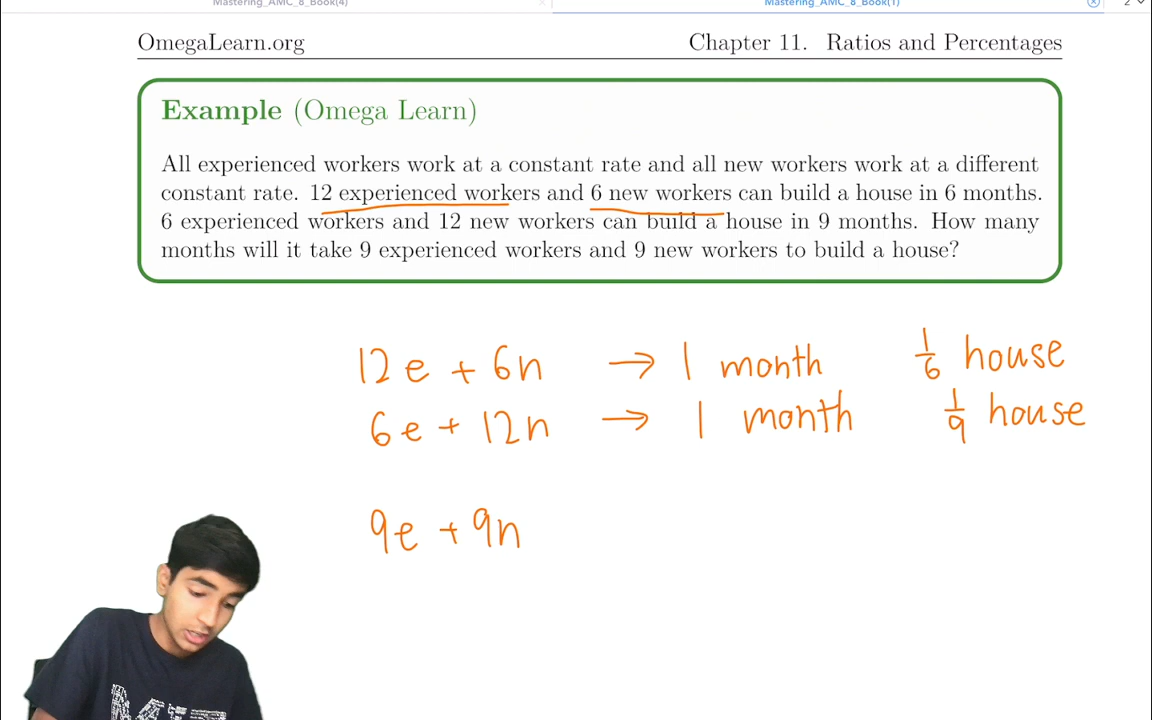 Mastering_AMC_8_Book(4)
Mastering_AMC_8_Book(1)
2
OmegaLearn.org
Chapter 11. Ratios and Percentages
Example (Omega Learn)
All experienced workers work at a constant rate and all new workers work at a different
constant rate. 12 experienced workers and 6 new workers can build a house in 6 months.
6 experienced workers and 12 new workers can build a house in 9 months. How many
months will it take 9 experienced workers and 9 new workers to build a house?
12e + 6n → 1 month 1/6 house
6e + 12n → 1 month 1/9 house
9e + 9n